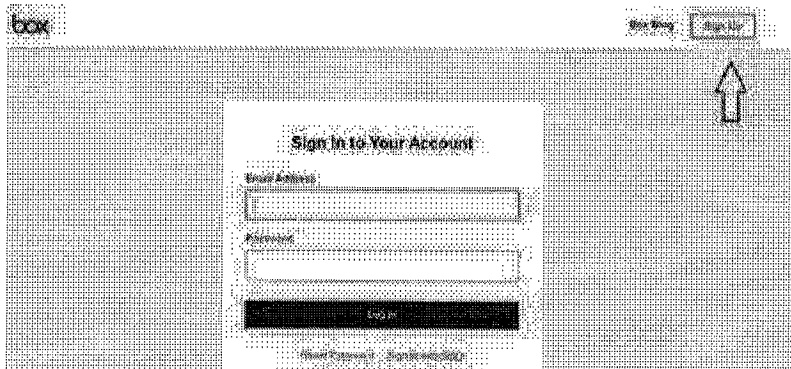 box
Box Blog Sign Up
Sign In to Your Account
Email Address
Password
Log In